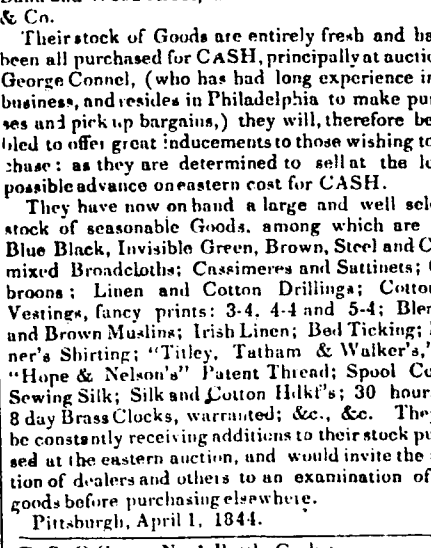 & Co.
Their stock of Goods are entirely fresh and ha
been all purchased for CASH, principally at auctio
George Connel, (who has had long experience in
business, and resides in Philadelphia to make pur
ses and pick up bargains,) they will, therefore be
bled to offer great inducements to those wishing to
chase: as they are determined to sell at the lo
possible advance on eastern cost for CASH.
They have now on hand a large and well sele
stock of seasonable Goods. among which are
Blue Black, Invisible Green, Brown, Steel and C
mixed Broadcloths; Cassimeres and Sattinets;
broons; Linen and Cotton Drillings; Cotton
Vestings, fancy prints: 3-4, 4-4 and 5-4; Blea
and Brown Muslins; Irish Linen; Bed Ticking;
ner's Shirting; "Titley, Tatham & Walker's,"
"Hope & Nelson's" Patent Thread; Spool Co
Sewing Silk; Silk and Cotton Hdkf's; 30 hour
8 day Brass Clocks, warranted; &c., &c. They
be constantly receiving additions to their stock pu
sed at the eastern auction, and would invite the
tion of dealers and others to an examination of
goods before purchasing elsewhere.
Pittsburgh, April 1, 1844.